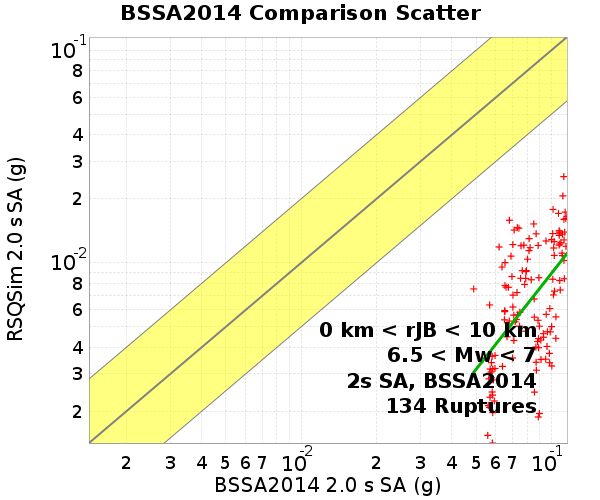 BSSA2014 Comparison Scatter
RSQSim 2.0 s SA (g)
10⁻¹
8
6
4
3
2
10⁻²
8
6
4
3
2
0 km < rJB < 10 km
6.5 < Mw < 7
2s SA, BSSA2014
134 Ruptures
2 3 4 5 6 7 10⁻² 2 3 4 5 6 7 10⁻¹
BSSA2014 2.0 s SA (g)